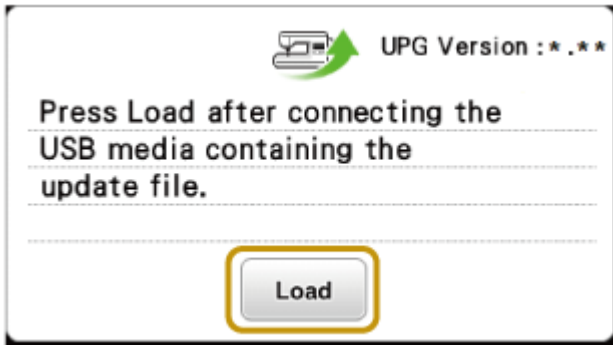 UPG Version :*.**
Press Load after connecting the
USB media containing the
update file.
Load